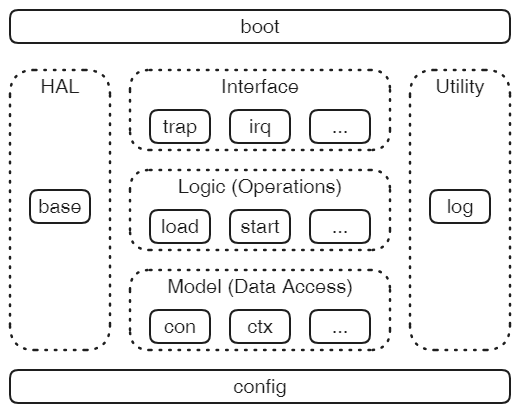 boot
HAL
Interface
Utility
trap
irq
...
Logic (Operations)
base
load
start
...
log
Model (Data Access)
con
ctx
...
config